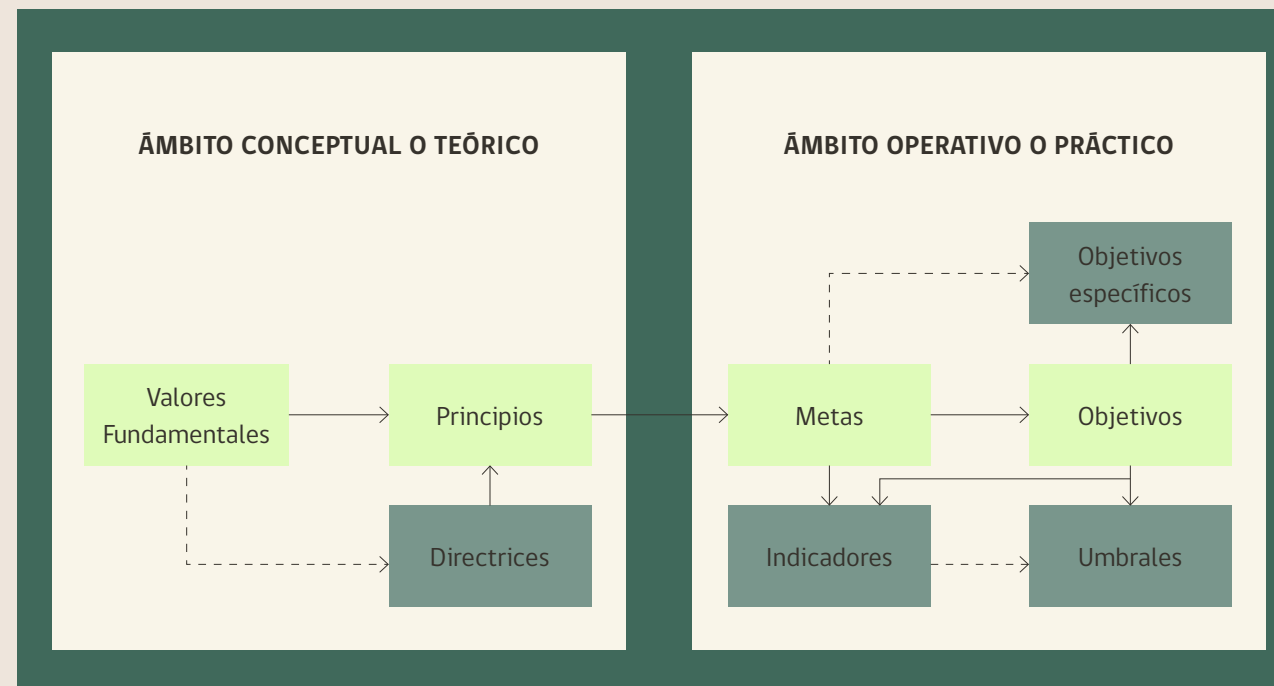 ÁMBITO CONCEPTUAL O TEÓRICO
Valores
Fundamentales
Principios
Directrices
ÁMBITO OPERATIVO O PRÁCTICO
Objetivos
específicos
Metas
Objetivos
Indicadores
Umbrales